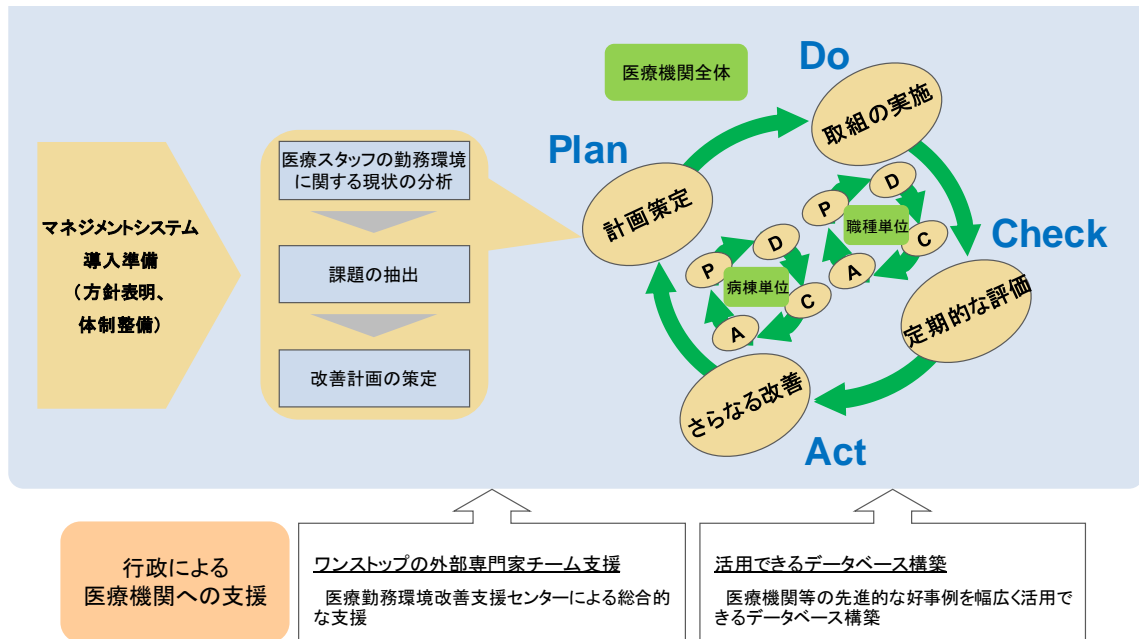 マネジメントシステム
導入準備
（方針表明、
体制整備）
医療スタッフの勤務環境
に関する現状の分析
課題の抽出
改善計画の策定
医療機関全体
Plan
計画策定
Do
取組の実施
Check
定期的な評価
Act
さらなる改善
P
D
C
A
職種単位
P
D
C
A
病棟単位
行政による
医療機関への支援
ワンストップの外部専門家チーム支援
医療勤務環境改善支援センターによる総合的
な支援
活用できるデータベース構築
医療機関等の先進的な好事例を幅広く活用で
きるデータベース構築